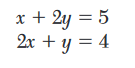 x + 2y = 5
2x + y = 4